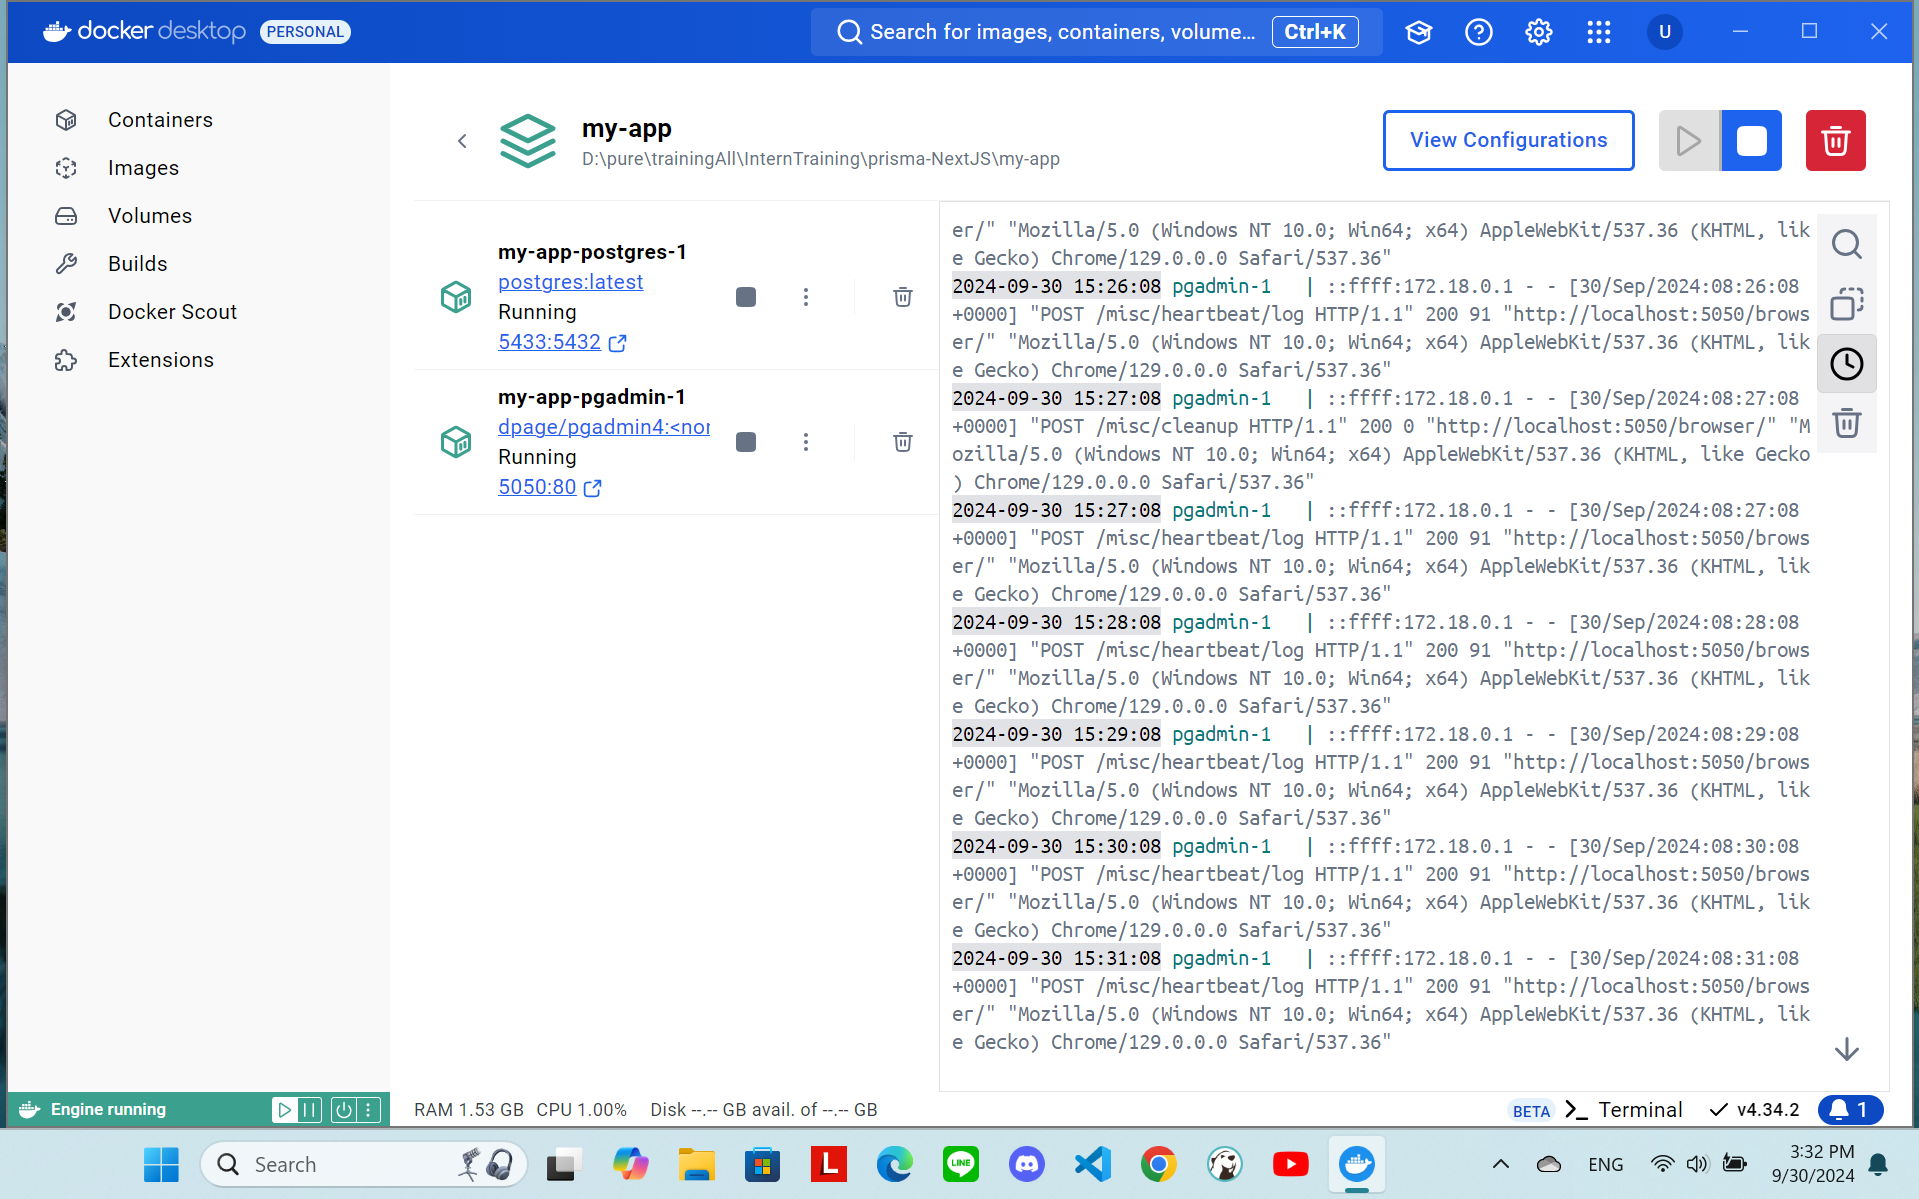 docker desktop PERSONAL
Search for images, containers, volume... Ctrl+K
U
Containers
Images
Volumes
Builds
Docker Scout
Extensions
my-app
D:\pure\trainingAll\InternTraining\prisma-NextJS\my-app
View Configurations
my-app-postgres-1
postgres:latest
Running
5433:5432
my-app-pgadmin-1
dpage/pgadmin4:<nor
Running
5050:80
er/" "Mozilla/5.0 (Windows NT 10.0; Win64; x64) AppleWebKit/537.36 (KHTML, lik
e Gecko) Chrome/129.0.0.0 Safari/537.36"
2024-09-30 15:26:08 pgadmin-1 | ::ffff:172.18.0.1 - - [30/Sep/2024:08:26:08
+0000] "POST /misc/heartbeat/log HTTP/1.1" 200 91 "http://localhost:5050/brows
er/" "Mozilla/5.0 (Windows NT 10.0; Win64; x64) AppleWebKit/537.36 (KHTML, lik
e Gecko) Chrome/129.0.0.0 Safari/537.36"
2024-09-30 15:27:08 pgadmin-1 | ::ffff:172.18.0.1 - - [30/Sep/2024:08:27:08
+0000] "POST /misc/cleanup HTTP/1.1" 200 0 "http://localhost:5050/browser/" "M
ozilla/5.0 (Windows NT 10.0; Win64; x64) AppleWebKit/537.36 (KHTML, like Gecko
) Chrome/129.0.0.0 Safari/537.36"
2024-09-30 15:27:08 pgadmin-1 | ::ffff:172.18.0.1 - - [30/Sep/2024:08:27:08
+0000] "POST /misc/heartbeat/log HTTP/1.1" 200 91 "http://localhost:5050/brows
er/" "Mozilla/5.0 (Windows NT 10.0; Win64; x64) AppleWebKit/537.36 (KHTML, lik
e Gecko) Chrome/129.0.0.0 Safari/537.36"
2024-09-30 15:28:08 pgadmin-1 | ::ffff:172.18.0.1 - - [30/Sep/2024:08:28:08
+0000] "POST /misc/heartbeat/log HTTP/1.1" 200 91 "http://localhost:5050/brows
er/" "Mozilla/5.0 (Windows NT 10.0; Win64; x64) AppleWebKit/537.36 (KHTML, lik
e Gecko) Chrome/129.0.0.0 Safari/537.36"
2024-09-30 15:29:08 pgadmin-1 | ::ffff:172.18.0.1 - - [30/Sep/2024:08:29:08
+0000] "POST /misc/heartbeat/log HTTP/1.1" 200 91 "http://localhost:5050/brows
er/" "Mozilla/5.0 (Windows NT 10.0; Win64; x64) AppleWebKit/537.36 (KHTML, lik
e Gecko) Chrome/129.0.0.0 Safari/537.36"
2024-09-30 15:30:08 pgadmin-1 | ::ffff:172.18.0.1 - - [30/Sep/2024:08:30:08
+0000] "POST /misc/heartbeat/log HTTP/1.1" 200 91 "http://localhost:5050/brows
er/" "Mozilla/5.0 (Windows NT 10.0; Win64; x64) AppleWebKit/537.36 (KHTML, lik
e Gecko) Chrome/129.0.0.0 Safari/537.36"
2024-09-30 15:31:08 pgadmin-1 | ::ffff:172.18.0.1 - - [30/Sep/2024:08:31:08
+0000] "POST /misc/heartbeat/log HTTP/1.1" 200 91 "http://localhost:5050/brows
er/" "Mozilla/5.0 (Windows NT 10.0; Win64; x64) AppleWebKit/537.36 (KHTML, lik
e Gecko) Chrome/129.0.0.0 Safari/537.36"
Engine running
RAM 1.53 GB CPU 1.00% Disk --.-- GB avail. of --.-- GB
BETA Terminal v4.34.2 1
Search
L
LINE
ENG
3:32 PM
9/30/2024